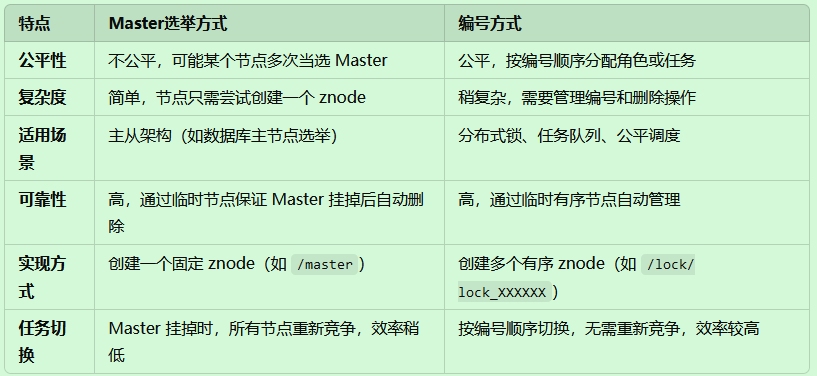 特点 Master选举方式 编号方式
公平性 不公平，可能某个节点多次当选 Master 公平，按编号顺序分配角色或任务
复杂度 简单，节点只需尝试创建一个 znode 稍复杂，需要管理编号和删除操作
适用场
景 主从架构（如数据库主节点选举） 分布式锁、任务队列、公平调度
可靠性 高，通过临时节点保证 Master 挂掉后自动删
除 高，通过临时有序节点自动管理
实现方
式 创建一个固定 znode（如 /master） 创建多个有序 znode（如 /lock/
lock_XXXXXX）
任务切
换 Master 挂掉时，所有节点重新竞争，效率稍
低 按编号顺序切换，无需重新竞争，效率较高